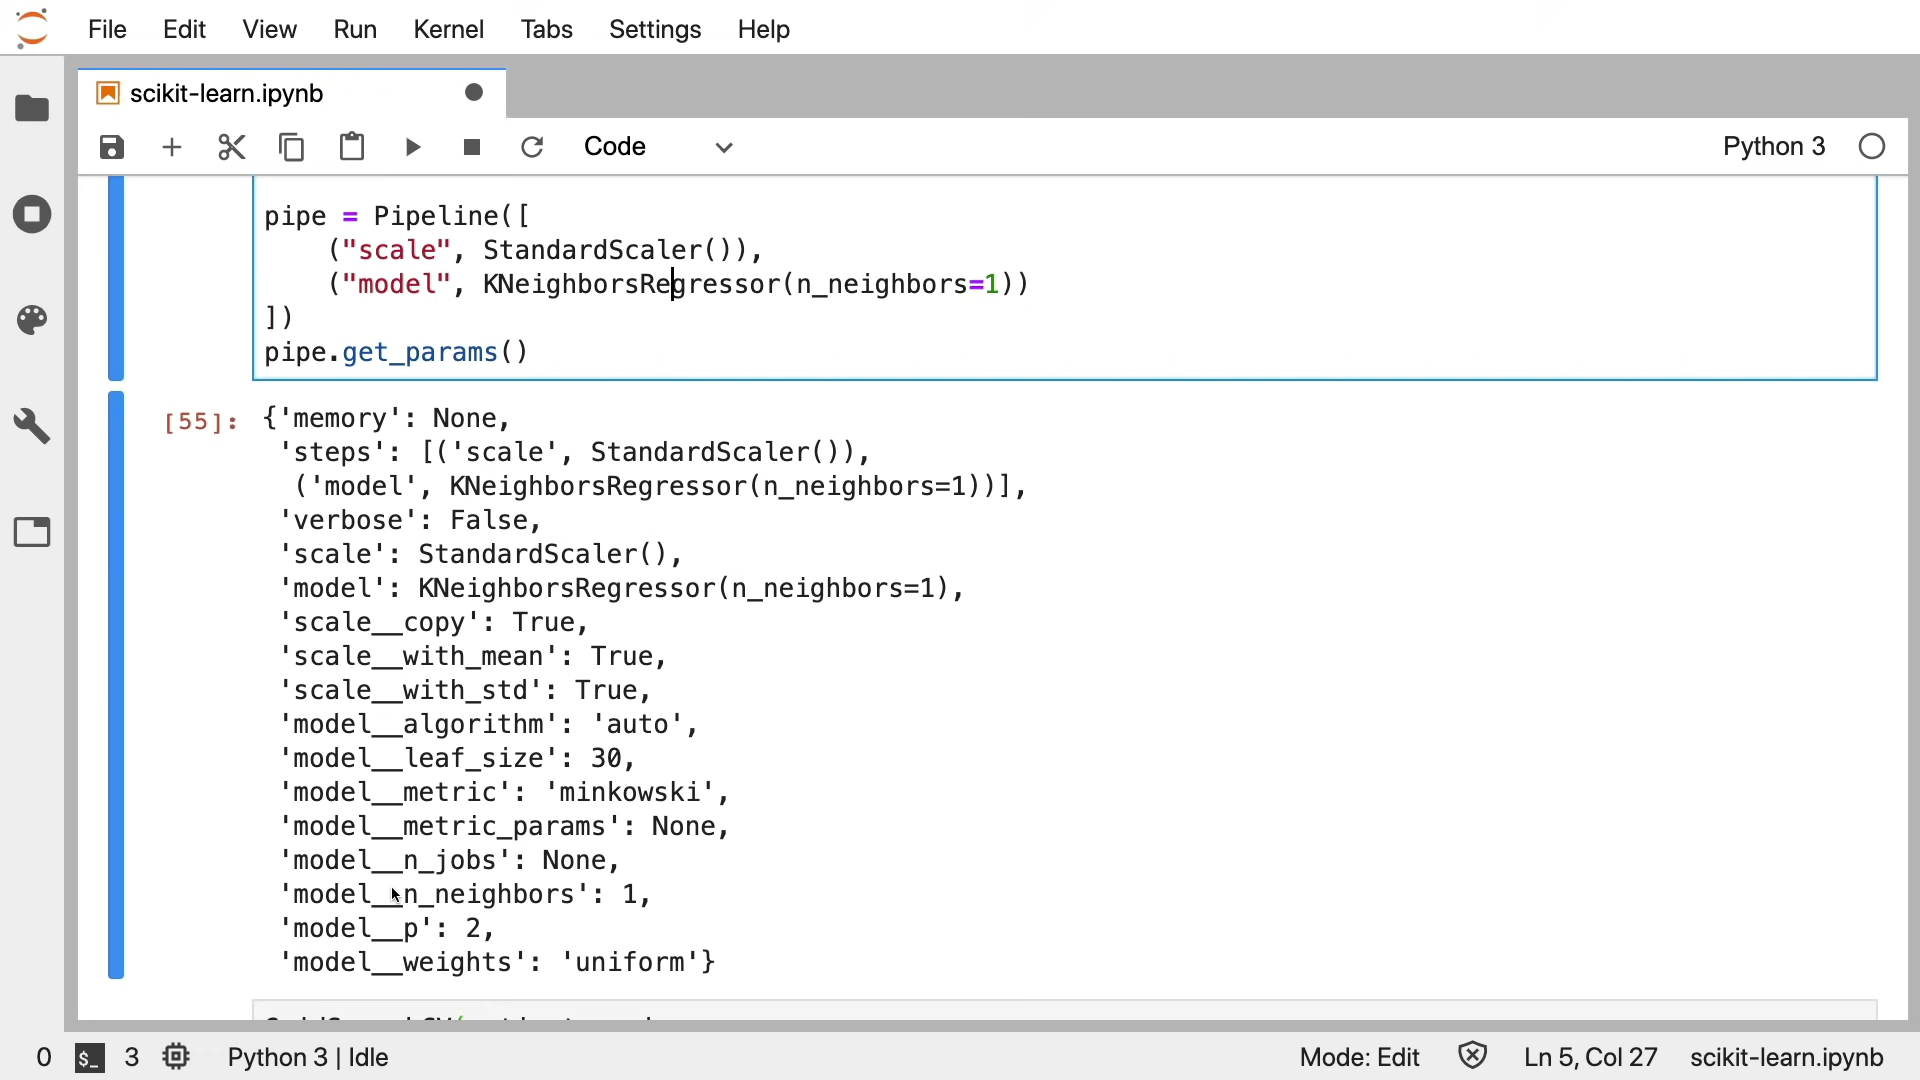 File Edit View Run Kernel Tabs Settings Help
scikit-learn.ipynb
Code Python 3
pipe = Pipeline([
    ("scale", StandardScaler()),
    ("model", KNeighborsRegressor(n_neighbors=1))
])
pipe.get_params()
[55]: {'memory': None,
 'steps': [('scale', StandardScaler()),
  ('model', KNeighborsRegressor(n_neighbors=1))],
 'verbose': False,
 'scale': StandardScaler(),
 'model': KNeighborsRegressor(n_neighbors=1),
 'scale__copy': True,
 'scale__with_mean': True,
 'scale__with_std': True,
 'model__algorithm': 'auto',
 'model__leaf_size': 30,
 'model__metric': 'minkowski',
 'model__metric_params': None,
 'model__n_jobs': None,
 'model__n_neighbors': 1,
 'model__p': 2,
 'model__weights': 'uniform'}
0 $_ 3 Python 3 | Idle Mode: Edit Ln 5, Col 27 scikit-learn.ipynb